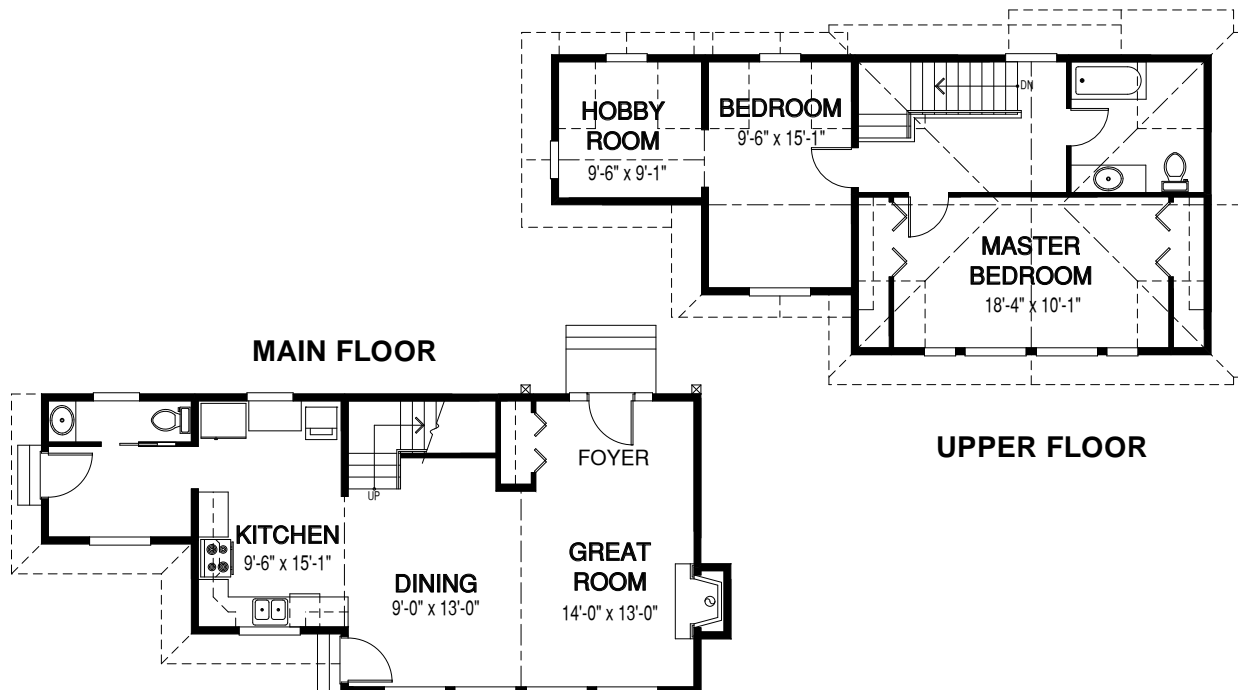 HOBBY
ROOM
9'-6" x 9'-1"
BEDROOM
9'-6" x 15'-1"
DN
MASTER
BEDROOM
18'-4" x 10'-1"
UPPER FLOOR
MAIN FLOOR
FOYER
UP
KITCHEN
9'-6" x 15'-1"
DINING
9'-0" x 13'-0"
GREAT
ROOM
14'-0" x 13'-0"